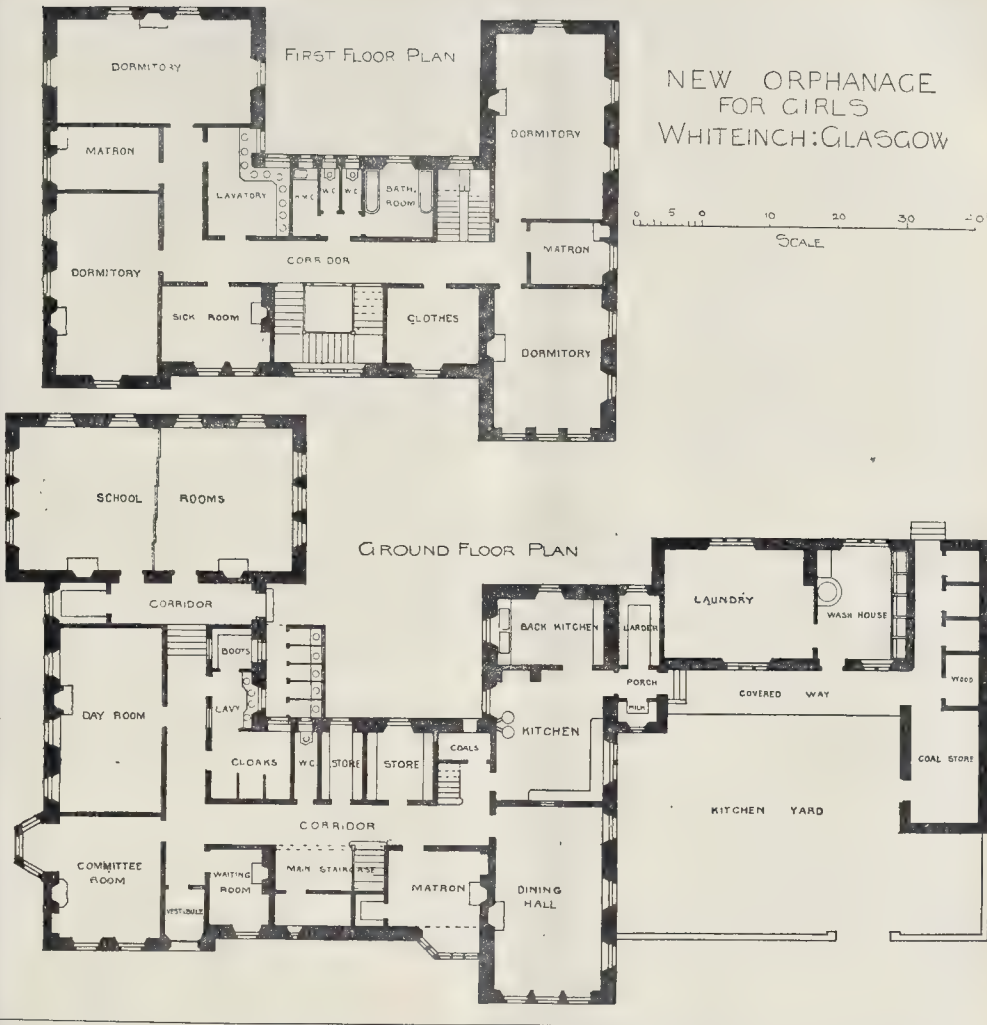 FIRST FLOOR PLAN
NEW ORPHANAGE
FOR GIRLS
WHITEINCH: GLASGOW
10 5 0 10 20 30 40
SCALE
DORMITORY
MATRON
LAVATORY
H.M.C.
W.C.
W.C.
BATH.
ROOM
DORMITORY
MATRON
DORMITORY
CORRIDOR
SICK ROOM
CLOTHES
DORMITORY
GROUND FLOOR PLAN
SCHOOL ROOMS
CORRIDOR
BOOTS
DAY ROOM
LAVY
CLOAKS
W.C.
STORE
STORE
COALS
BACK KITCHEN
LARDER
PORCH
MILK
KITCHEN
LAUNDRY
WASH HOUSE
COVERED WAY
WOOD
COAL STORE
KITCHEN YARD
CORRIDOR
COMMITTEE
ROOM
VESTIBULE
WAITING
ROOM
MAIN STAIRCASE
MATRON
DINING
HALL